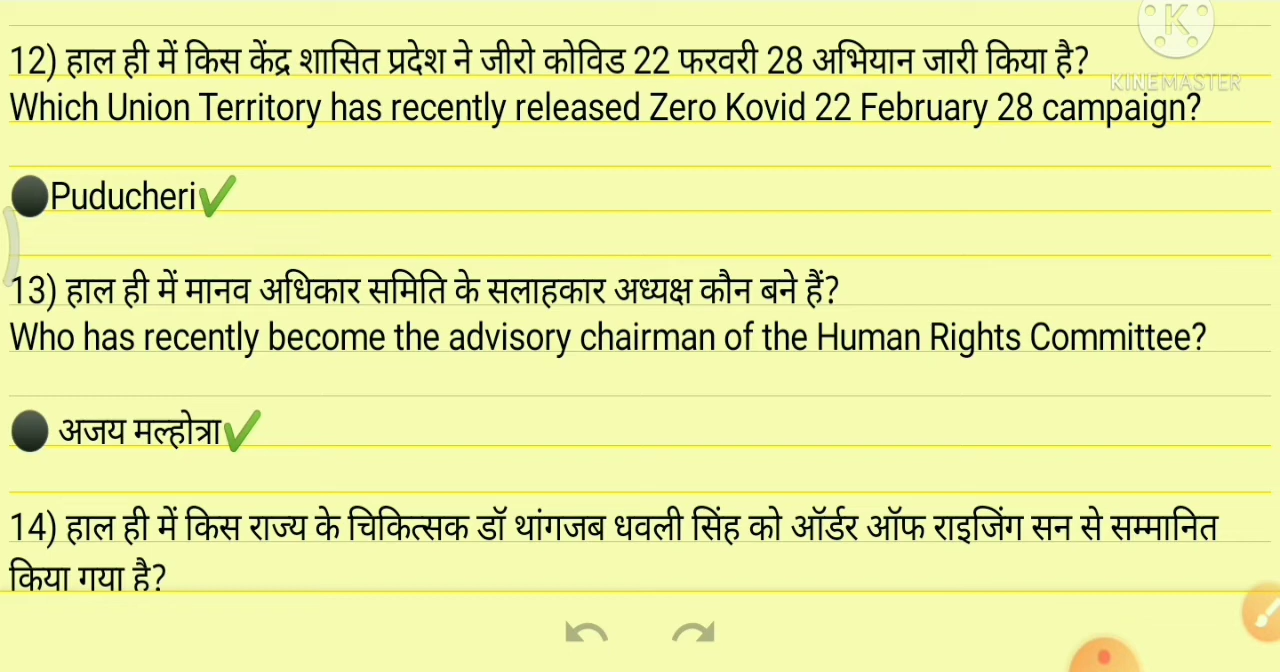 12) हाल ही में किस केंद्र शासित प्रदेश ने जीरो कोविड 22 फरवरी 28 अभियान जारी किया है?
KINEMASTER
Which Union Territory has recently released Zero Kovid 22 February 28 campaign?
Puducheri
13) हाल ही में मानव अधिकार समिति के सलाहकार अध्यक्ष कौन बने हैं?
Who has recently become the advisory chairman of the Human Rights Committee?
अजय मल्होत्रा
14) हाल ही में किस राज्य के चिकित्सक डॉ थांगजब धवली सिंह को ऑर्डर ऑफ राइजिंग सन से सम्मानित
किया गया है?